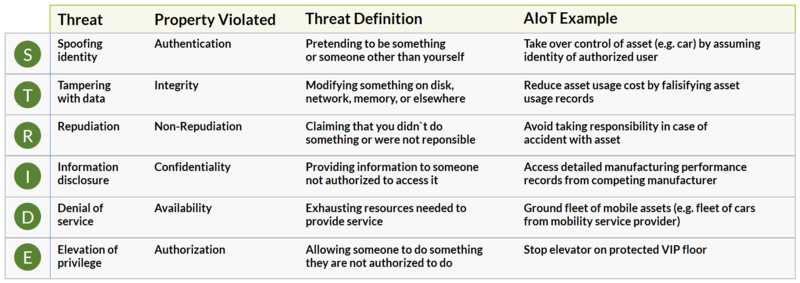 Threat Property Violated Threat Definition AIoT Example
S Spoofing identity Authentication Pretending to be something or someone other than yourself Take over control of asset (e.g. car) by assuming identity of authorized user
T Tampering with data Integrity Modifying something on disk, network, memory, or elsewhere Reduce asset usage cost by falisifying asset usage records
R Repudiation Non-Repudiation Claiming that you didn`t do something or were not reponsible Avoid taking responsibility in case of accident with asset
I Information disclosure Confidentiality Providing information to someone not authorized to access it Access detailed manufacturing performance records from competing manufacturer
D Denial of service Availability Exhausting resources needed to provide service Ground fleet of mobile assets (e.g. fleet of cars from mobility service provider)
E Elevation of privilege Authorization Allowing someone to do something they are not authorized to do Stop elevator on protected VIP floor